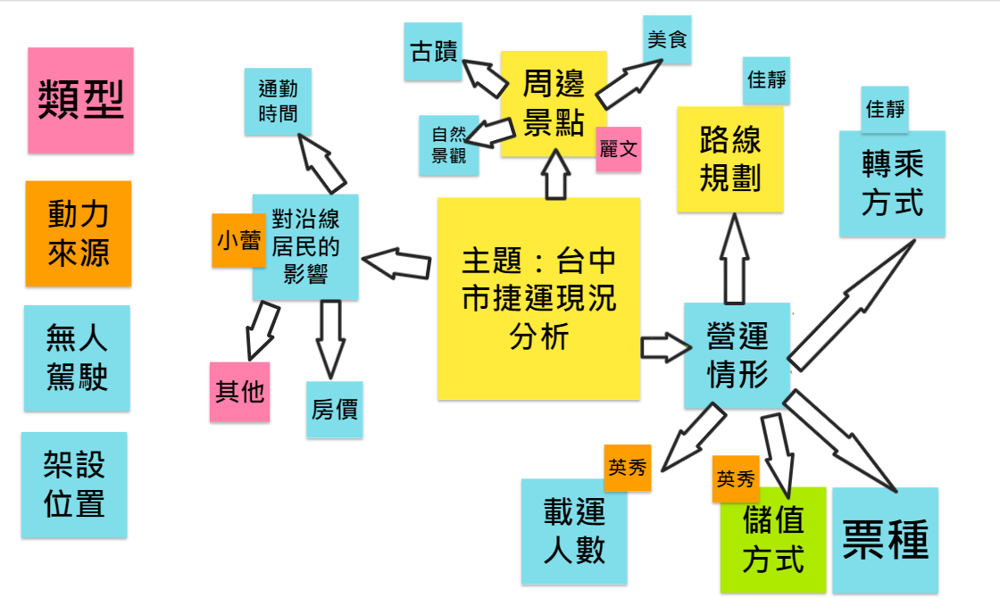 類型
動力
來源
無人
駕駛
架設
位置
通勤
時間
小蕾
對沿線
居民的
影響
其他
房價
古蹟
美食
周邊
景點
自然
景觀
麗文
主題：台中
市捷運現況
分析
佳靜
路線
規劃
佳靜
轉乘
方式
營運
情形
英秀
載運
人數
英秀
儲值
方式
票種